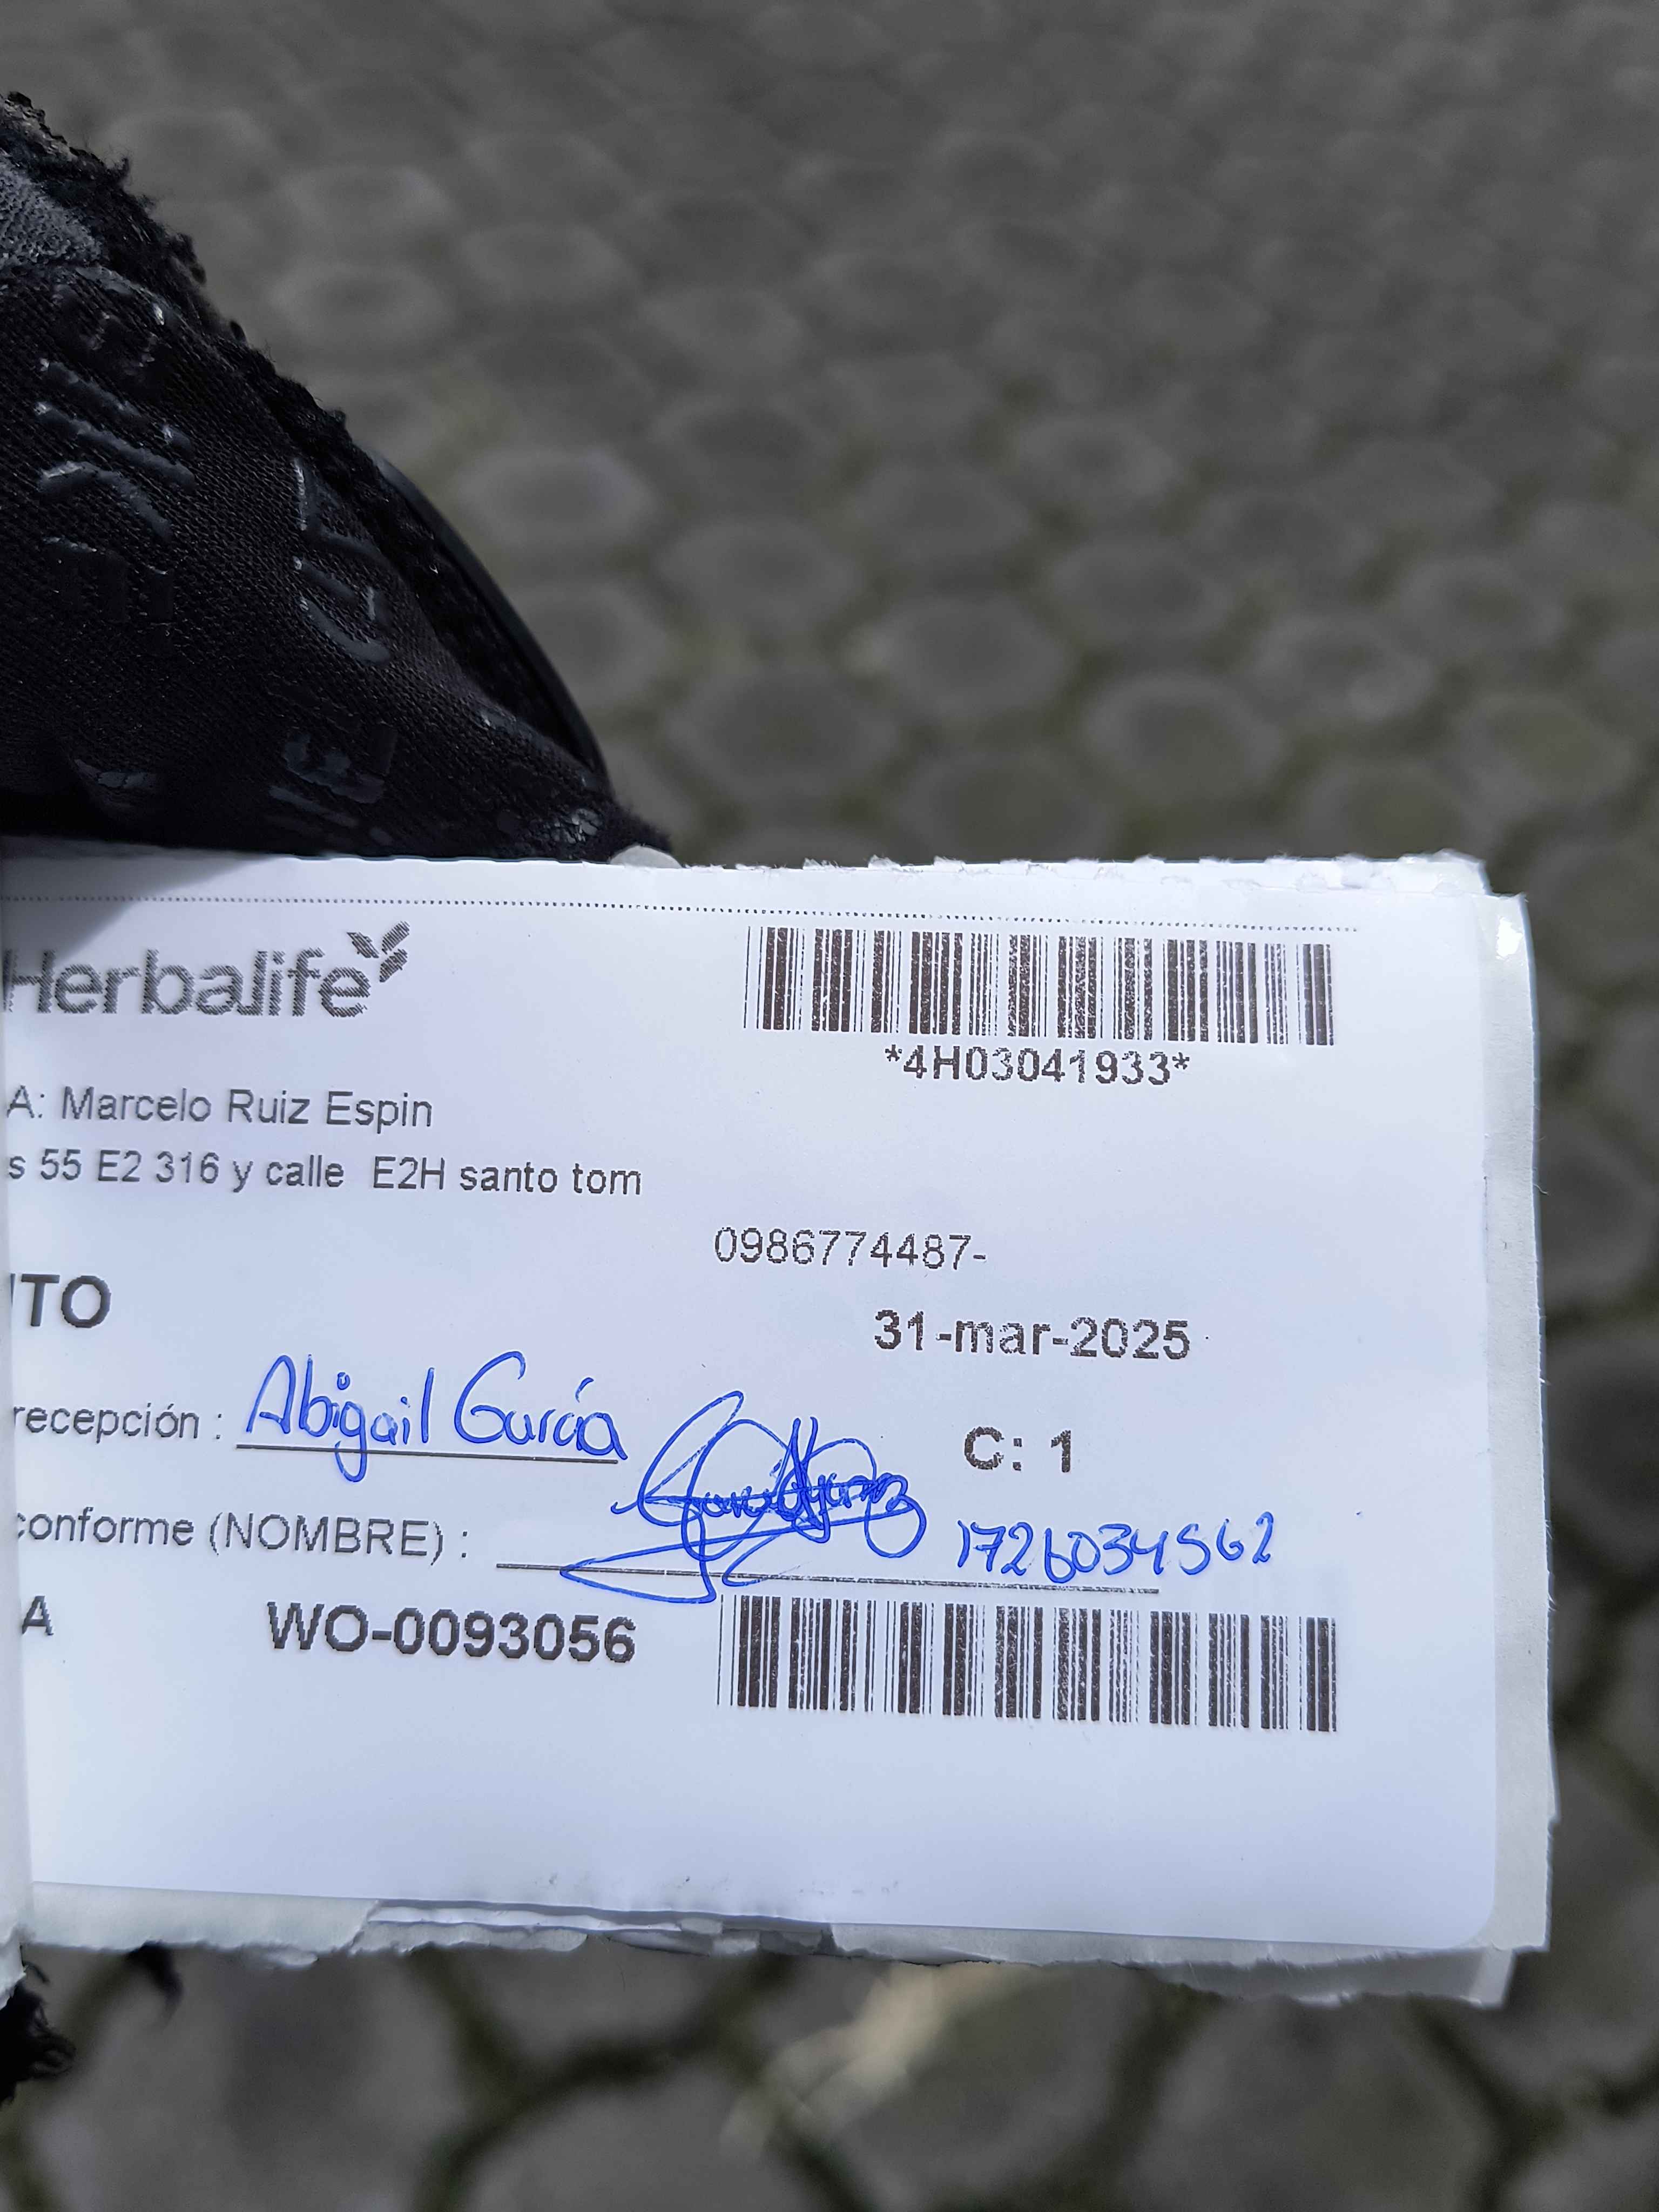 Herbalife
*4H03041933*
A: Marcelo Ruiz Espin
s 55 E2 316 y calle E2H santo tom
0986774487-
ITO
31-mar-2025
recepción : Abigail García
C: 1
conforme (NOMBRE) : 1726034562
A WO-0093056